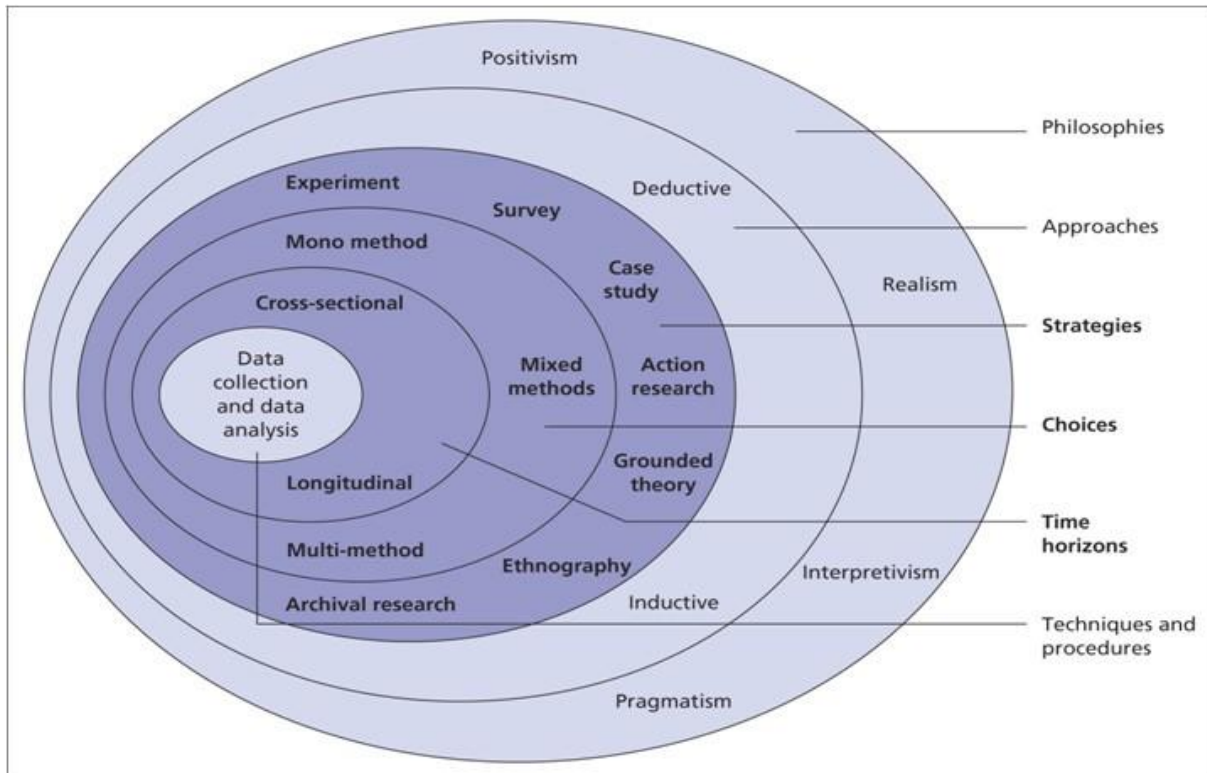 Positivism
Philosophies
Experiment
Deductive
Survey
Approaches
Mono method
Case
study
Realism
Cross-sectional
Strategies
Data
collection
and data
analysis
Mixed
methods
Action
research
Choices
Grounded
theory
Longitudinal
Time
horizons
Multi-method
Ethnography
Interpretivism
Archival research
Inductive
Techniques and
procedures
Pragmatism